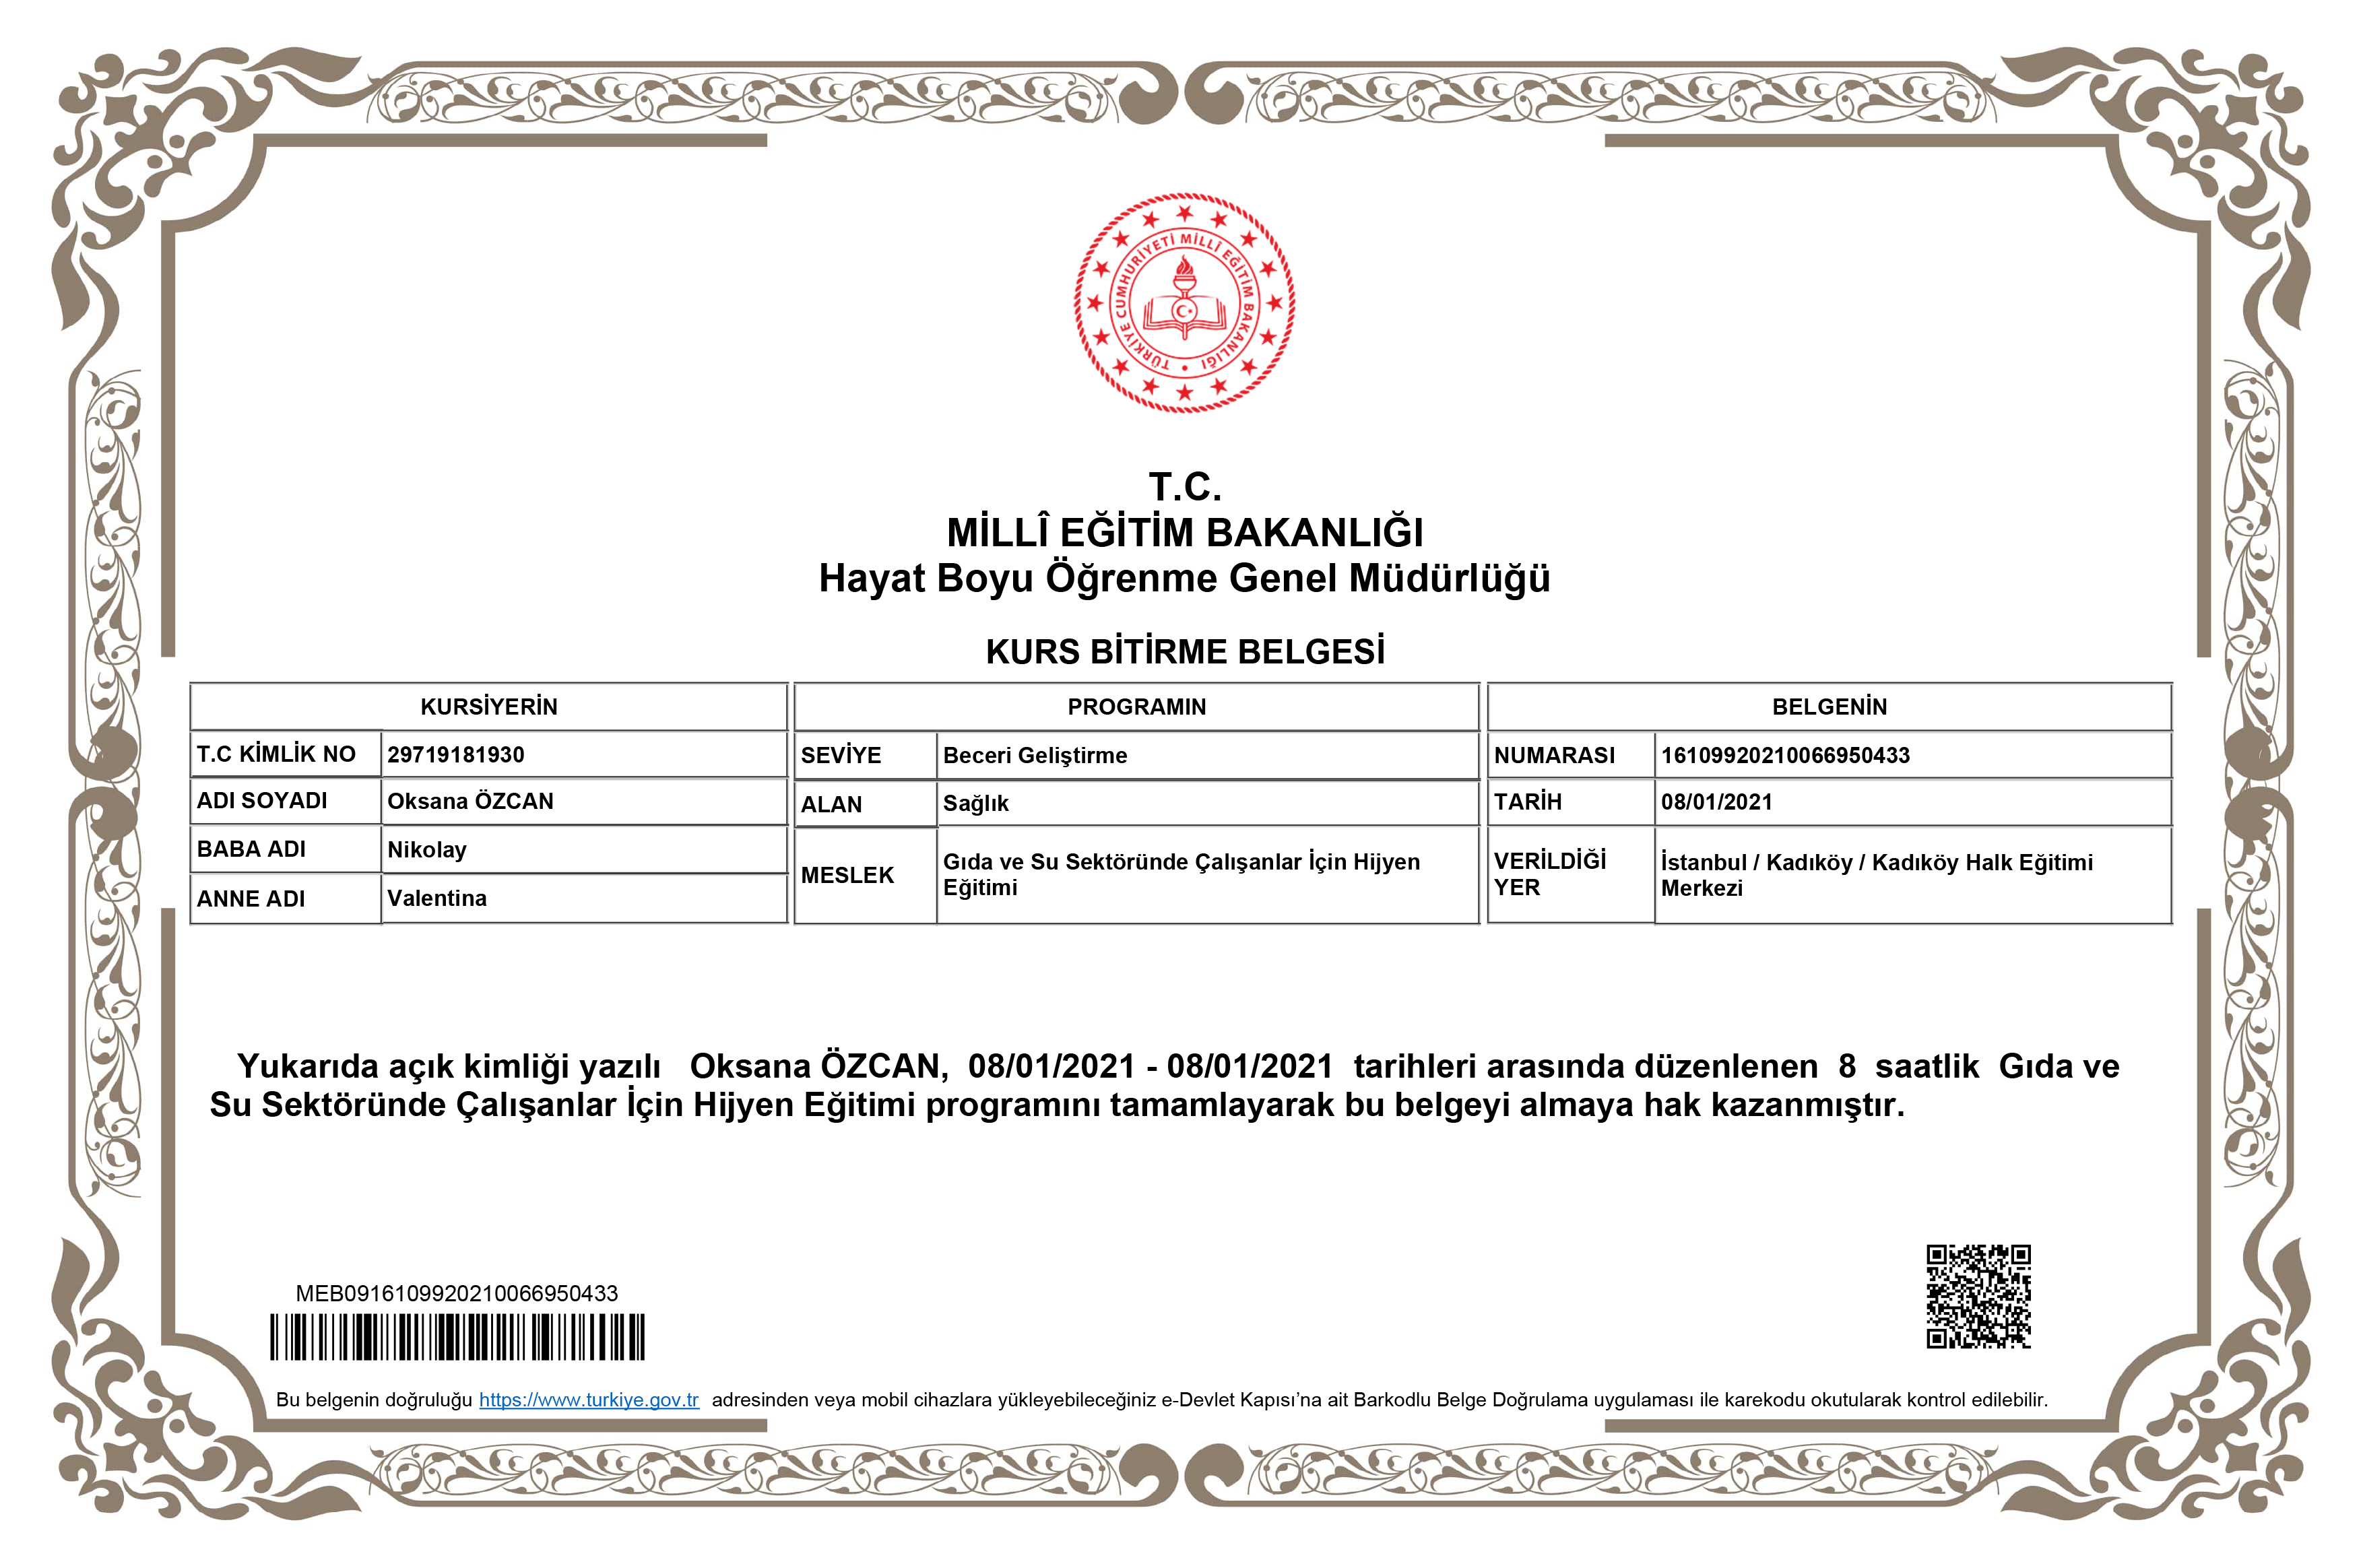 TÜRKİYE CUMHURİYETİ MİLLÎ EĞİTİM BAKANLIĞI
T.C.
MİLLÎ EĞİTİM BAKANLIĞI
Hayat Boyu Öğrenme Genel Müdürlüğü
KURS BİTİRME BELGESİ
KURSİYERİN
T.C KİMLİK NO 29719181930
ADI SOYADI Oksana ÖZCAN
BABA ADI Nikolay
ANNE ADI Valentina
PROGRAMIN
SEVİYE Beceri Geliştirme
ALAN Sağlık
MESLEK Gıda ve Su Sektöründe Çalışanlar İçin Hijyen
Eğitimi
BELGENİN
NUMARASI 16109920210066950433
TARİH 08/01/2021
VERİLDİĞİ YER İstanbul / Kadıköy / Kadıköy Halk Eğitimi
Merkezi
Yukarıda açık kimliği yazılı Oksana ÖZCAN, 08/01/2021 - 08/01/2021 tarihleri arasında düzenlenen 8 saatlik Gıda ve
Su Sektöründe Çalışanlar İçin Hijyen Eğitimi programını tamamlayarak bu belgeyi almaya hak kazanmıştır.
MEB0916109920210066950433
Bu belgenin doğruluğu https://www.turkiye.gov.tr adresinden veya mobil cihazlara yükleyebileceğiniz e-Devlet Kapısı’na ait Barkodlu Belge Doğrulama uygulaması ile karekodu okutularak kontrol edilebilir.